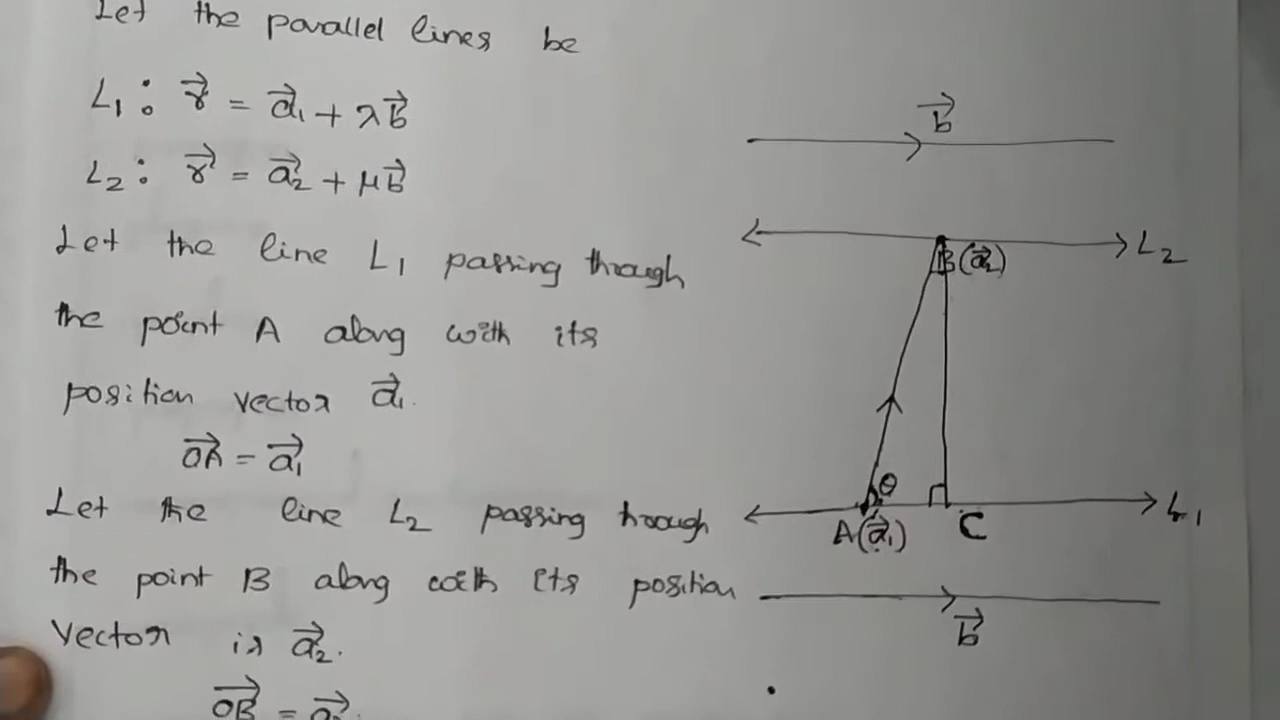 Let the parallel lines be
L₁: r⃗ = a⃗₁ + λb⃗
L₂: r⃗ = a⃗₂ + μb⃗
Let the line L₁ passing through
the point A along with its
position vector a⃗₁.
O⃗A⃗ = a⃗₁
Let the line L₂ passing hrough
the point B along with its position
vector is a⃗₂.
O⃗B⃗ = a⃗₂.
b⃗
L₂
B(a⃗₂)
θ
A(a⃗₁)
C
L₁
b⃗